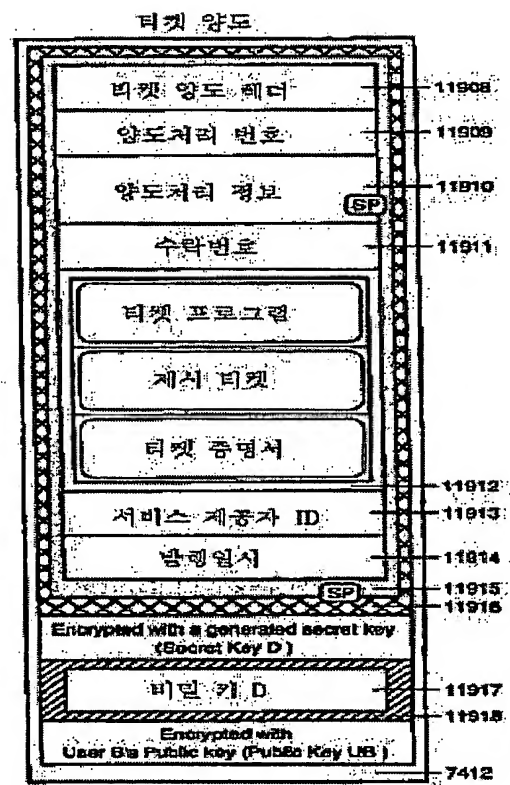 티켓 양도
티켓 양도 헤더 11908
양도처리 번호 11909
양도처리 정보 11910
SP
수락번호 11911
티켓 프로그램
제시 티켓
티켓 증명서
11912
서비스 제공자 ID 11913
발행일시 11914
SP 11915
11916
Encrypted with a generated secret key
(Secret Key D)
비밀 키 D 11917
11918
Encrypted with
User B's Public key (Public Key UB)
7412